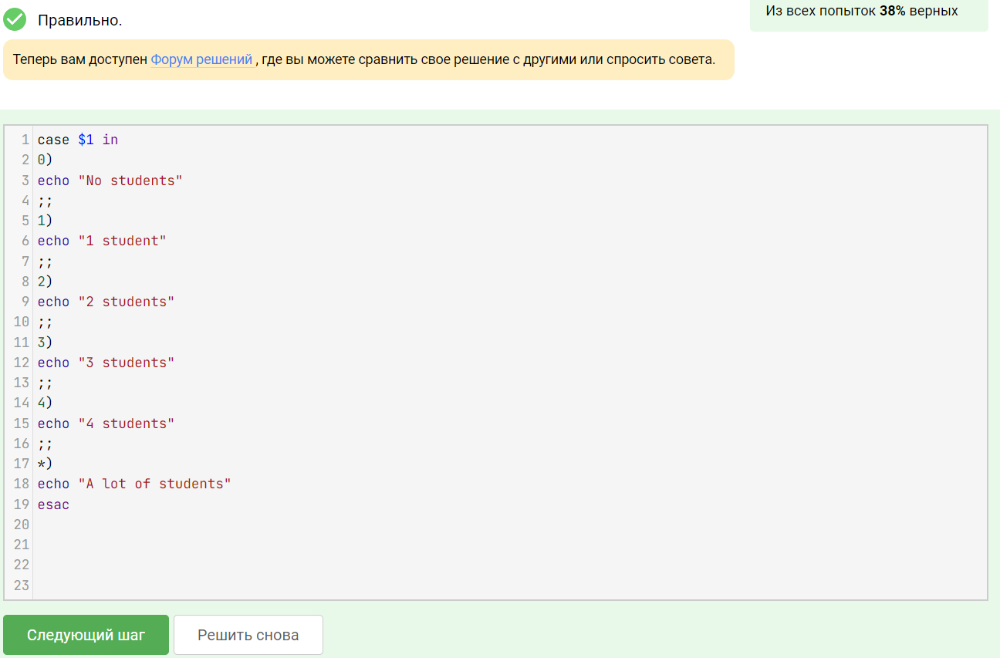 Правильно.
Из всех попыток 38% верных
Теперь вам доступен Форум решений , где вы можете сравнить свое решение с другими или спросить совета.
1 case $1 in
2 0)
3 echo "No students"
4 ;;
5 1)
6 echo "1 student"
7 ;;
8 2)
9 echo "2 students"
10 ;;
11 3)
12 echo "3 students"
13 ;;
14 4)
15 echo "4 students"
16 ;;
17 *)
18 echo "A lot of students"
19 esac
20
21
22
23
Следующий шаг
Решить снова